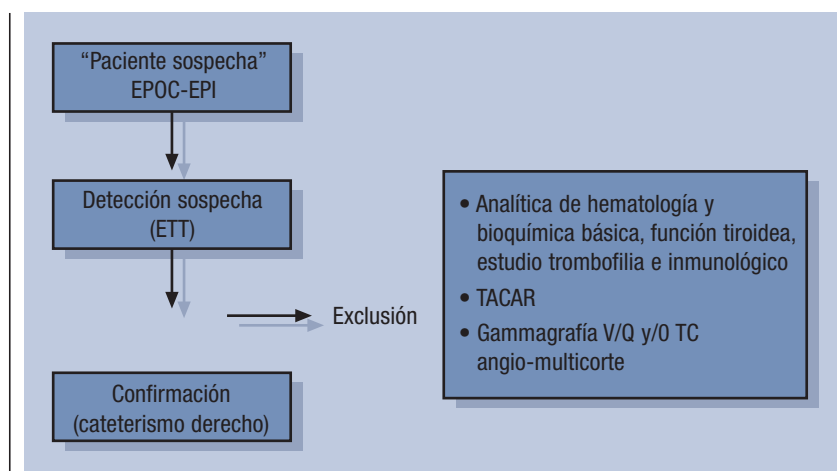 “Paciente sospecha”
EPOC-EPI
Detección sospecha
(ETT)
Exclusión
Confirmación
(cateterismo derecho)
• Analítica de hematología y
bioquímica básica, función tiroidea,
estudio trombofilia e inmunológico
• TACAR
• Gammagrafía V/Q y/0 TC
angio-multicorte